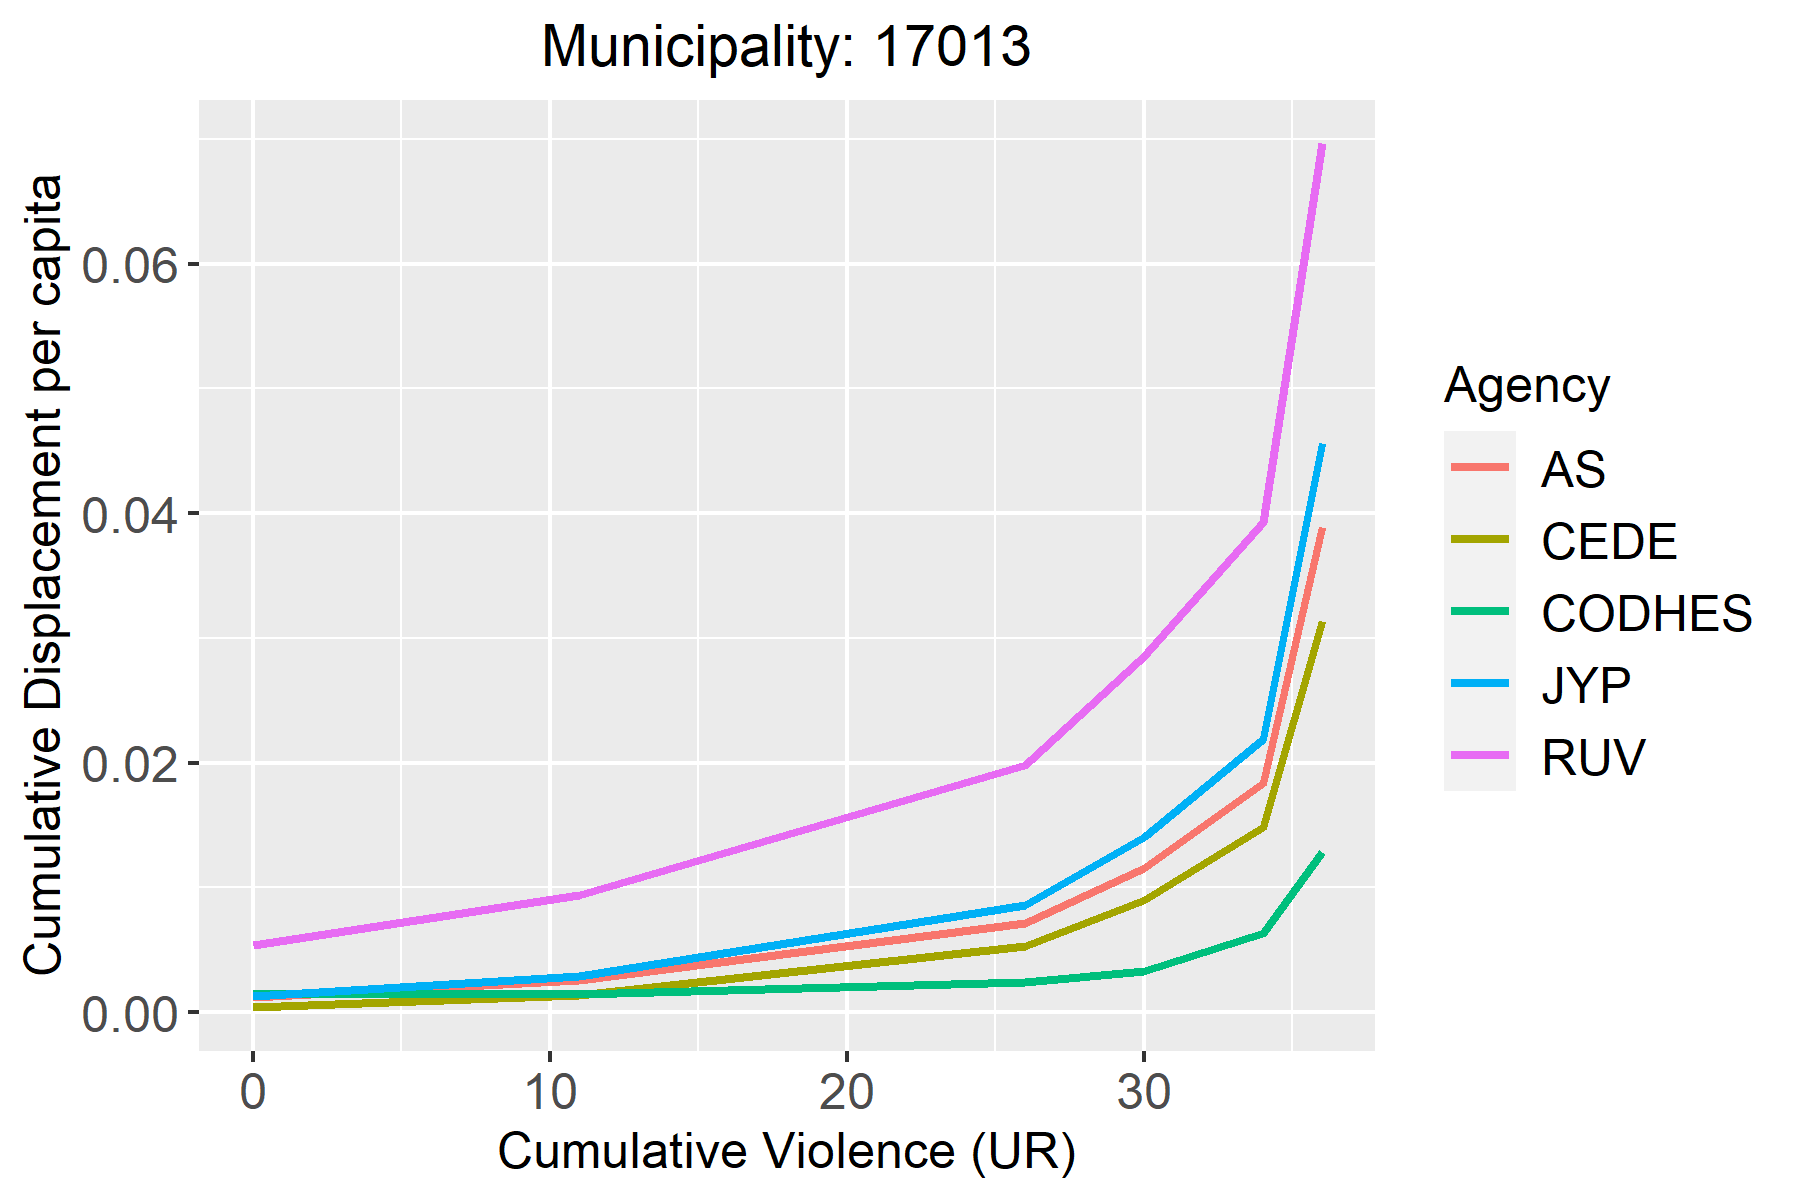 Municipality: 17013
Cumulative Displacement per capita
0.06
0.04
0.02
0.00
0
10
20
30
Cumulative Violence (UR)
Agency
AS
CEDE
CODHES
JYP
RUV